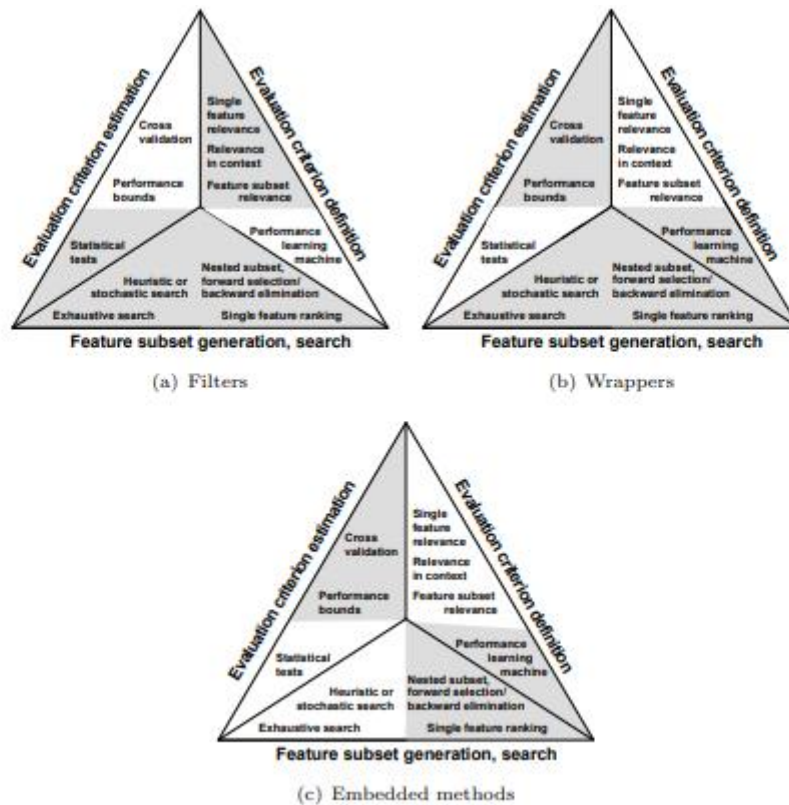 Evaluation criterion estimation
Evaluation criterion definition
Cross
validation
Performance
bounds
Statistical
tests
Single
feature
relevance
Relevance
in context
Feature subset
relevance
Performance
learning
machine
Heuristic or
stochastic search
Exhaustive search
Nested subset,
forward selection/
backward elimination
Single feature ranking
Feature subset generation, search
(a) Filters
Evaluation criterion estimation
Evaluation criterion definition
Cross
validation
Performance
bounds
Statistical
tests
Single
feature
relevance
Relevance
in context
Feature subset
relevance
Performance
learning
machine
Heuristic or
stochastic search
Exhaustive search
Nested subset,
forward selection/
backward elimination
Single feature ranking
Feature subset generation, search
(b) Wrappers
Evaluation criterion estimation
Evaluation criterion definition
Cross
validation
Performance
bounds
Statistical
tests
Single
feature
relevance
Relevance
in context
Feature subset
relevance
Performance
learning
machine
Heuristic or
stochastic search
Exhaustive search
Nested subset,
forward selection/
backward elimination
Single feature ranking
Feature subset generation, search
(c) Embedded methods